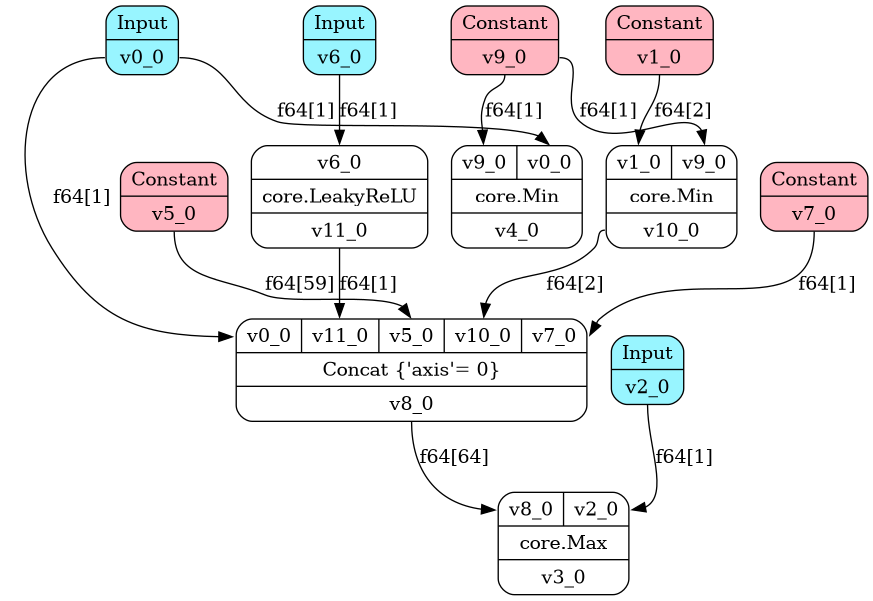 Input
v0_0
Input
v6_0
Constant
v9_0
Constant
v1_0
f64[1]
f64[1]
f64[1]
f64[1]
f64[2]
v6_0
core.LeakyReLU
v11_0
v9_0 v0_0
core.Min
v4_0
v1_0 v9_0
core.Min
v10_0
Constant
v5_0
Constant
v7_0
f64[1]
f64[59]
f64[1]
f64[2]
f64[1]
v0_0 v11_0 v5_0 v10_0 v7_0
Concat {'axis'= 0}
v8_0
Input
v2_0
f64[64]
f64[1]
v8_0 v2_0
core.Max
v3_0